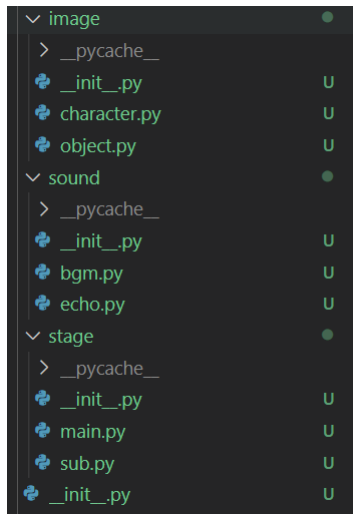 image
__pycache__
__init__.py U
character.py U
object.py U
sound
__pycache__
__init__.py U
bgm.py U
echo.py U
stage
__pycache__
__init__.py U
main.py U
sub.py U
__init__.py U